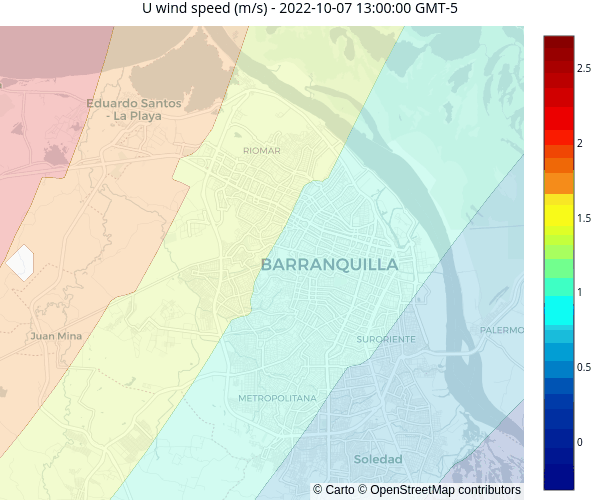 U wind speed (m/s) - 2022-10-07 13:00:00 GMT-5
Eduardo Santos
- La Playa
RIOMAR
BARRANQUILLA
Juan Mina
SURORIENTE
PALERMO
METROPOLITANA
Soledad
© Carto © OpenStreetMap contributors
2.5
2
1.5
1
0.5
0